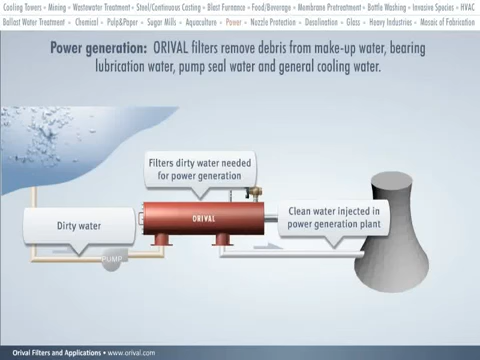 Cooling Towers • Mining • Wastewater Treatment • Steel/Continuous Casting • Blast Furnance • Food/Beverage • Membrane Pretreatment • Bottle Washing • Invasive Species • HVAC
Ballast Water Treatment • Chemical • Pulp&Paper • Sugar Mills • Aquaculture • Power • Nozzle Protection • Desalination • Glass • Heavy Industries • Mosaic of Fabrication
Power generation: ORIVAL filters remove debris from make-up water, bearing
lubrication water, pump seal water and general cooling water.
Filters dirty water needed
for power generation
ORIVAL
Dirty water
Clean water injected in
power generation plant
PUMP
Orival Filters and Applications • www.orival.com